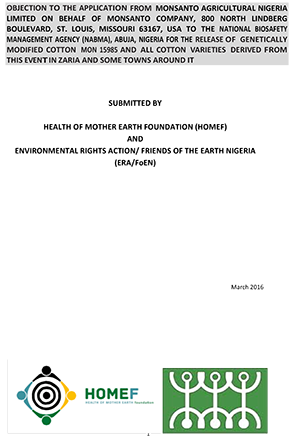 OBJECTION TO THE APPLICATION FROM MONSANTO AGRICULTURAL NIGERIA
LIMITED ON BEHALF OF MONSANTO COMPANY, 800 NORTH LINDBERG
BOULEVARD, ST. LOUIS, MISSOURI 63167, USA TO THE NATIONAL BIOSAFETY
MANAGEMENT AGENCY (NABMA), ABUJA, NIGERIA FOR THE RELEASE OF GENETICALLY
MODIFIED COTTON MON 15985 AND ALL COTTON VARIETIES DERIVED FROM
THIS EVENT IN ZARIA AND SOME TOWNS AROUND IT
SUBMITTED BY
HEALTH OF MOTHER EARTH FOUNDATION (HOMEF)
AND
ENVIRONMENTAL RIGHTS ACTION/ FRIENDS OF THE EARTH NIGERIA
(ERA/FoEN)
March 2016
HOMEF
HEALTH OF MOTHER EARTH foundation
1